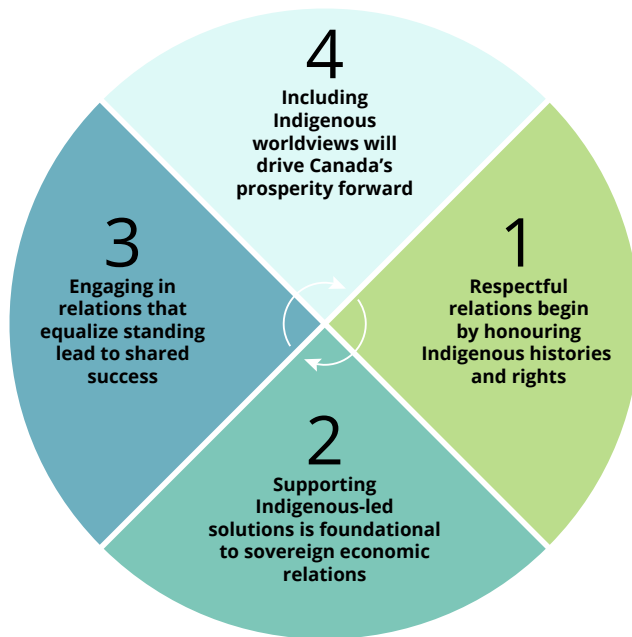 4
Including
Indigenous
worldviews will
drive Canada's
prosperity forward
1
Respectful
relations begin
by honouring
Indigenous histories
and rights
2
Supporting
Indigenous-led
solutions is foundational
to sovereign economic
relations
3
Engaging in
relations that
equalize standing
lead to shared
success